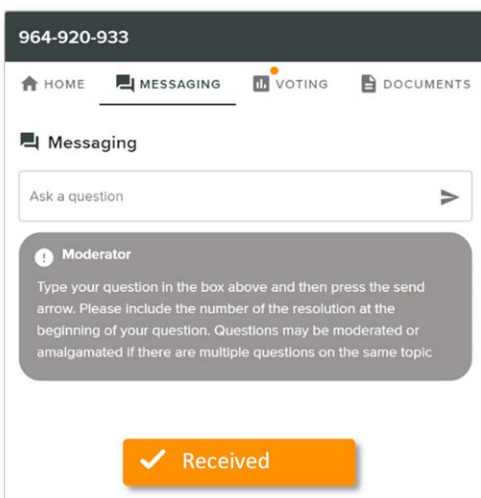 964-920-933
HOME MESSAGING VOTING DOCUMENTS
Messaging
Ask a question
Moderator
Type your question in the box above and then press the send
arrow. Please include the number of the resolution at the
beginning of your question. Questions may be moderated or
amalgamated if there are multiple questions on the same topic
Received